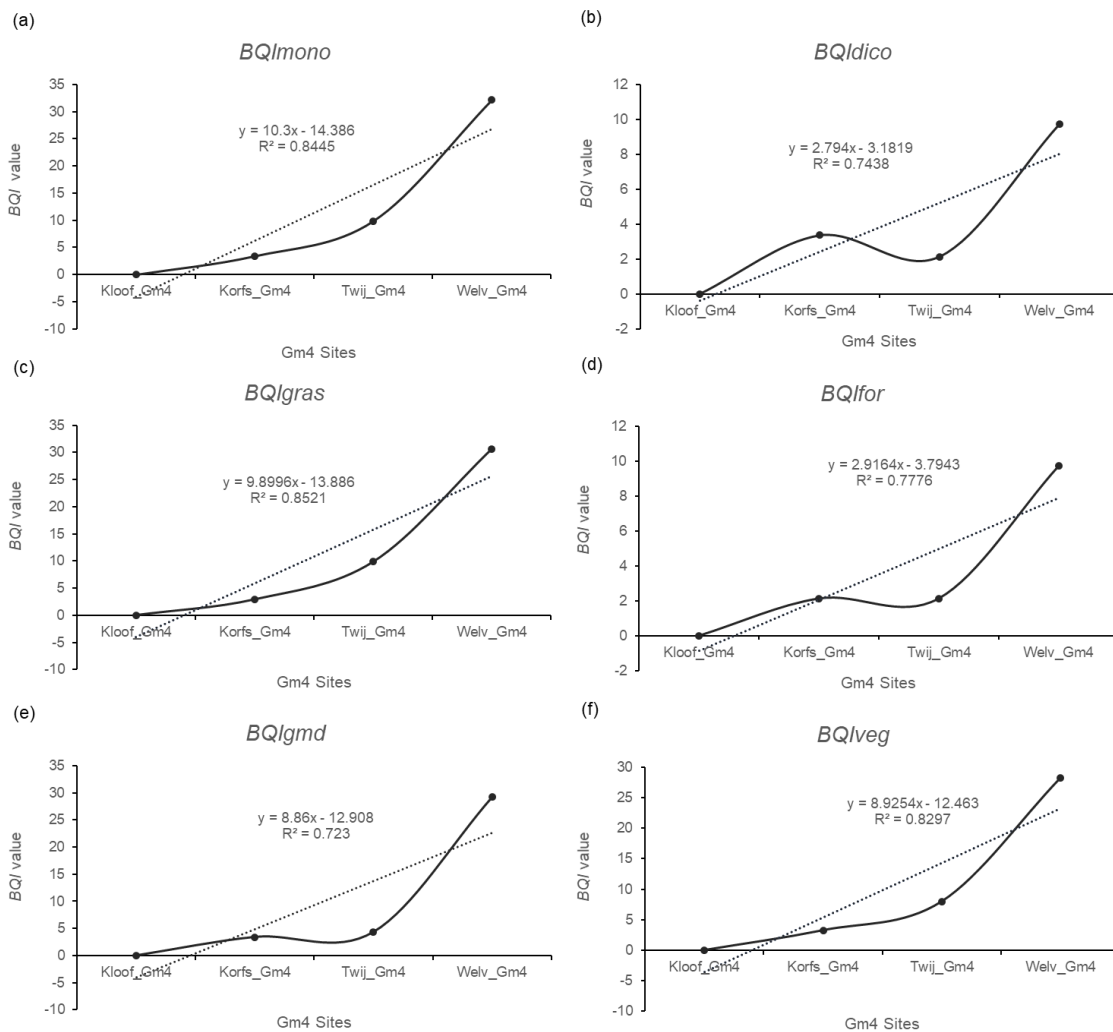 (a)
BQImono
35
30
25
20
15
10
5
0
-5
-10
BQI value
y = 10.3x - 14.386
R² = 0.8445
Kloof_Gm4 Korfs_Gm4 Twij_Gm4 Welv_Gm4
Gm4 Sites
(b)
BQIdico
12
10
8
6
4
2
0
-2
BQI value
y = 2.794x - 3.1819
R² = 0.7438
Kloof_Gm4 Korfs_Gm4 Twij_Gm4 Welv_Gm4
(c)
BQIgras
35
30
25
20
15
10
5
0
-5
-10
BQI value
y = 9.8996x - 13.886
R² = 0.8521
Kloof_Gm4 Korfs_Gm4 Twij_Gm4 Welv_Gm4
Gm4 Sites
(d)
BQIfor
12
10
8
6
4
2
0
-2
BQI value
y = 2.9164x - 3.7943
R² = 0.7776
Kloof_Gm4 Korfs_Gm4 Twij_Gm4 Welv_Gm4
Gm4 Sites
(e)
BQIgmd
35
30
25
20
15
10
5
0
-5
-10
BQI value
y = 8.86x - 12.908
R² = 0.723
Kloof_Gm4 Korfs_Gm4 Twij_Gm4 Welv_Gm4
Gm4 Sites
(f)
BQIveg
30
25
20
15
10
5
0
-5
-10
BQI value
y = 8.9254x - 12.463
R² = 0.8297
Kloof_Gm4 Korfs_Gm4 Twij_Gm4 Welv_Gm4
Gm4 Sites